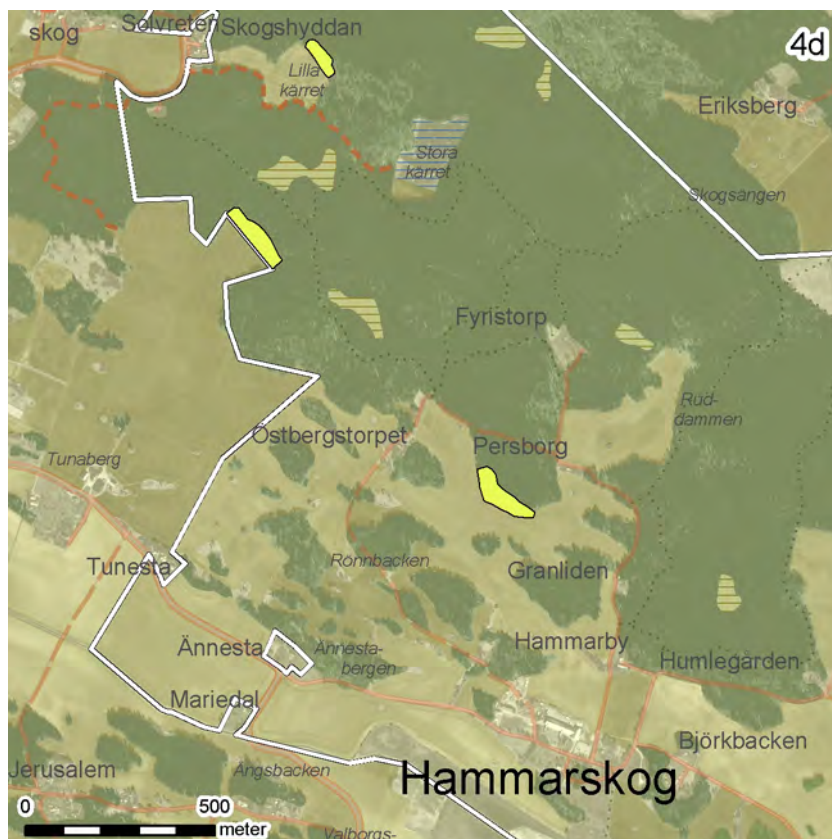 Solvreten
Skogshyddan
skog
4d
Lilla
kärret
Eriksberg
Stora
kärret
Skogsängen
Fyristorp
Rud-
dammen
Östbergstorpet
Persborg
Tunaberg
Tunesta
Rönnbacken
Granliden
Ännesta
Ännesta-
bergen
Hammarby
Humlegarden
Mariedal
Björkbacken
Jerusalem
Ängsbacken
Hammarskog
0 500
meter
Valborgs-